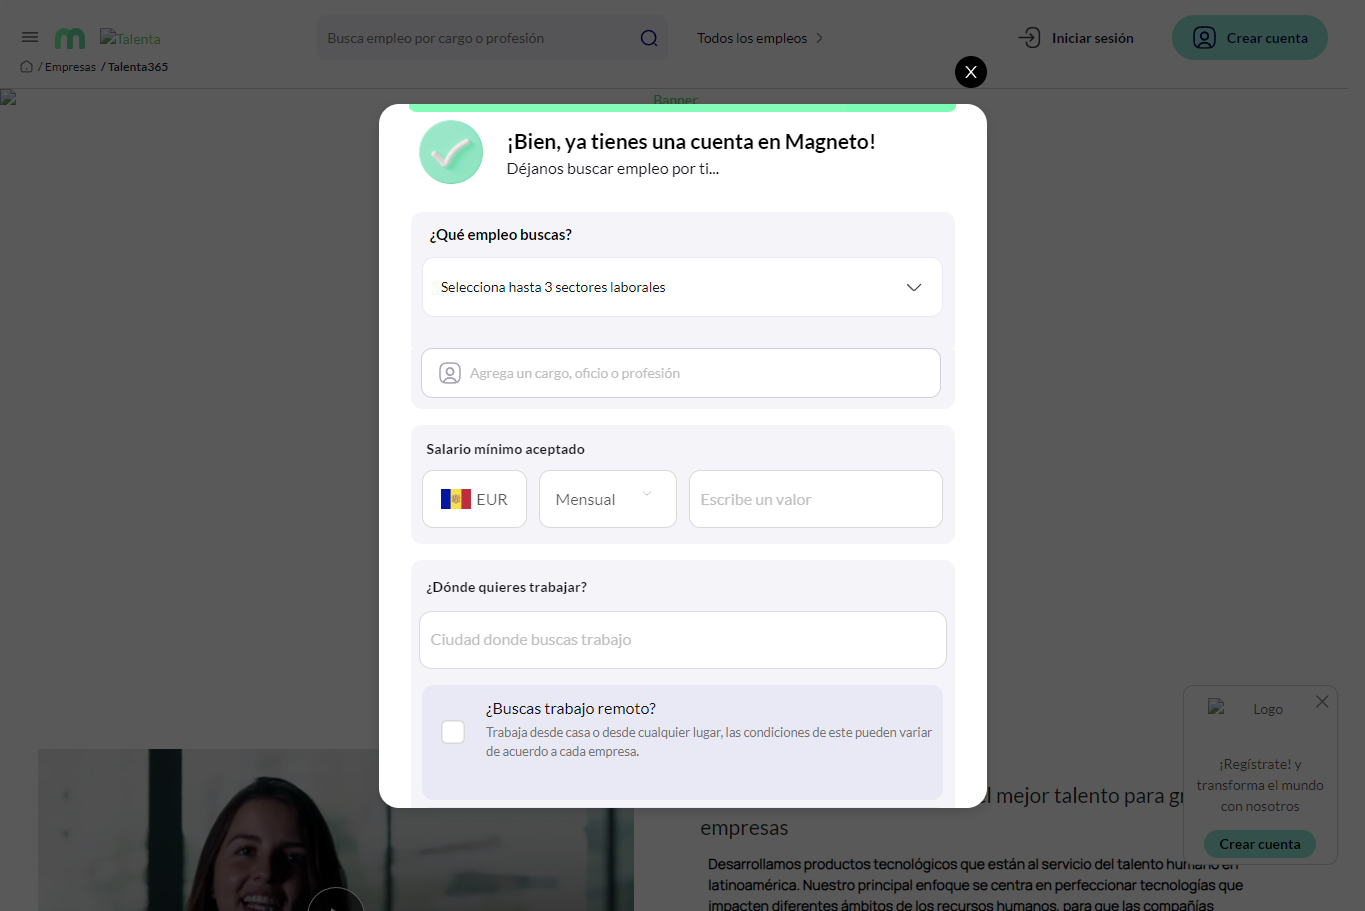 Talenta
Busca empleo por cargo o profesión
Todos los empleos
Iniciar sesión
Crear cuenta
/ Empresas / Talenta365
X
Banner
¡Bien, ya tienes una cuenta en Magneto!
Déjanos buscar empleo por ti...
¿Qué empleo buscas?
Selecciona hasta 3 sectores laborales
Agrega un cargo, oficio o profesión
Salario mínimo aceptado
EUR
Mensual
Escribe un valor
¿Dónde quieres trabajar?
Ciudad donde buscas trabajo
¿Buscas trabajo remoto?
Trabaja desde casa o desde cualquier lugar, las condiciones de este pueden variar
de acuerdo a cada empresa.
Logo
¡Regístrate! y
transforma el mundo
con nosotros
Crear cuenta
el mejor talento para gr
empresas
Desarrollamos productos tecnológicos que están al servicio del talento humano en
latinoamérica. Nuestro principal enfoque se centra en perfeccionar tecnologías que
impacten diferentes ámbitos de los recursos humanos, para que las compañías